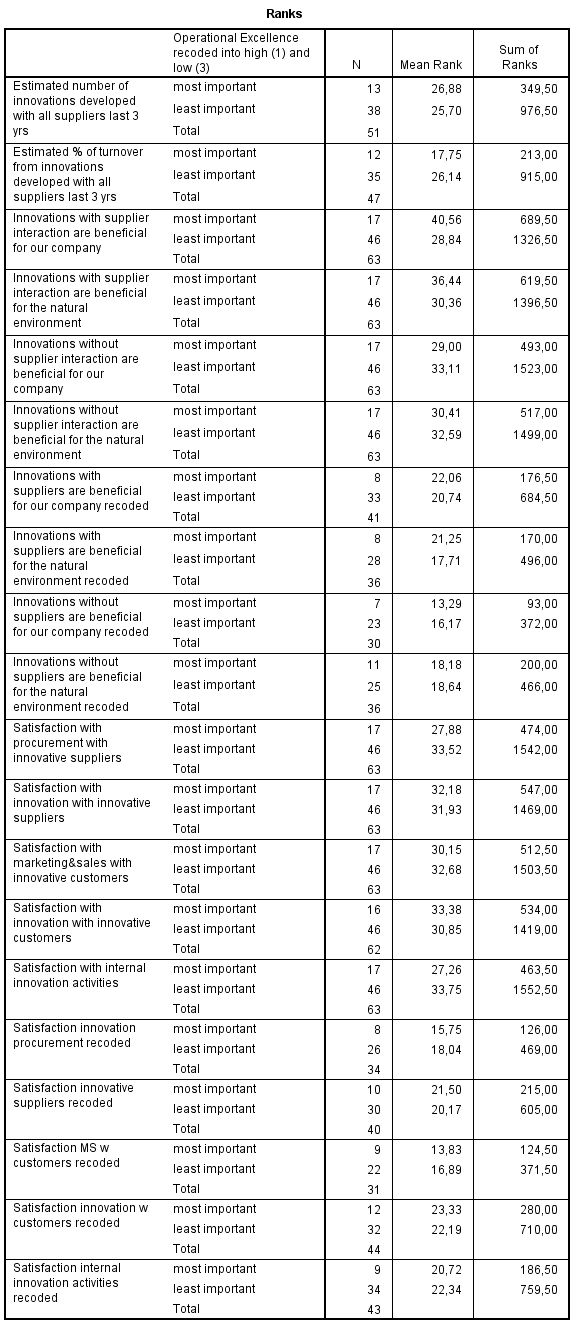 Ranks
Operational Excellence
recoded into high (1) and
low (3)
N
Mean Rank
Sum of
Ranks
Estimated number of
innovations developed
with all suppliers last 3
yrs
most important 13 26,88 349,50
least important 38 25,70 976,50
Total 51
Estimated % of turnover
from innovations
developed with all
suppliers last 3 yrs
most important 12 17,75 213,00
least important 35 26,14 915,00
Total 47
Innovations with supplier
interaction are beneficial
for our company
most important 17 40,56 689,50
least important 46 28,84 1326,50
Total 63
Innovations with supplier
interaction are beneficial
for the natural
environment
most important 17 36,44 619,50
least important 46 30,36 1396,50
Total 63
Innovations without
supplier interaction are
beneficial for our
company
most important 17 29,00 493,00
least important 46 33,11 1523,00
Total 63
Innovations without
supplier interaction are
beneficial for the natural
environment
most important 17 30,41 517,00
least important 46 32,59 1499,00
Total 63
Innovations with
suppliers are beneficial
for our company recoded
most important 8 22,06 176,50
least important 33 20,74 684,50
Total 41
Innovations with
suppliers are beneficial
for the natural
environment recoded
most important 8 21,25 170,00
least important 28 17,71 496,00
Total 36
Innovations without
suppliers are beneficial
for our company recoded
most important 7 13,29 93,00
least important 23 16,17 372,00
Total 30
Innovations without
suppliers are beneficial
for the natural
environment recoded
most important 11 18,18 200,00
least important 25 18,64 466,00
Total 36
Satisfaction with
procurement with
innovative suppliers
most important 17 27,88 474,00
least important 46 33,52 1542,00
Total 63
Satisfaction with
innovation with innovative
suppliers
most important 17 32,18 547,00
least important 46 31,93 1469,00
Total 63
Satisfaction with
marketing&sales with
innovative customers
most important 17 30,15 512,50
least important 46 32,68 1503,50
Total 63
Satisfaction with
innovation with innovative
customers
most important 16 33,38 534,00
least important 46 30,85 1419,00
Total 62
Satisfaction with internal
innovation activities
most important 17 27,26 463,50
least important 46 33,75 1552,50
Total 63
Satisfaction innovation
procurement recoded
most important 8 15,75 126,00
least important 26 18,04 469,00
Total 34
Satisfaction innovative
suppliers recoded
most important 10 21,50 215,00
least important 30 20,17 605,00
Total 40
Satisfaction MS w
customers recoded
most important 9 13,83 124,50
least important 22 16,89 371,50
Total 31
Satisfaction innovation w
customers recoded
most important 12 23,33 280,00
least important 32 22,19 710,00
Total 44
Satisfaction internal
innovation activities
recoded
most important 9 20,72 186,50
least important 34 22,34 759,50
Total 43